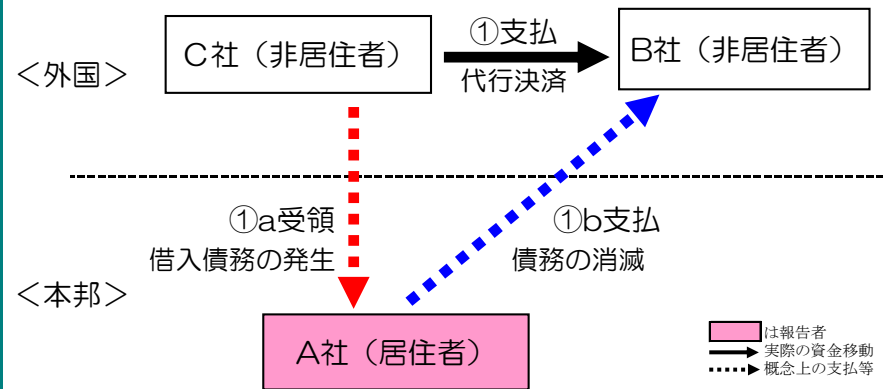 ①支払
C社（非居住者）
B社（非居住者）
＜外国＞
代行決済
①a受領
借入債務の発生
①b支払
債務の消滅
＜本邦＞
A社（居住者）
は報告者
実際の資金移動
概念上の支払等